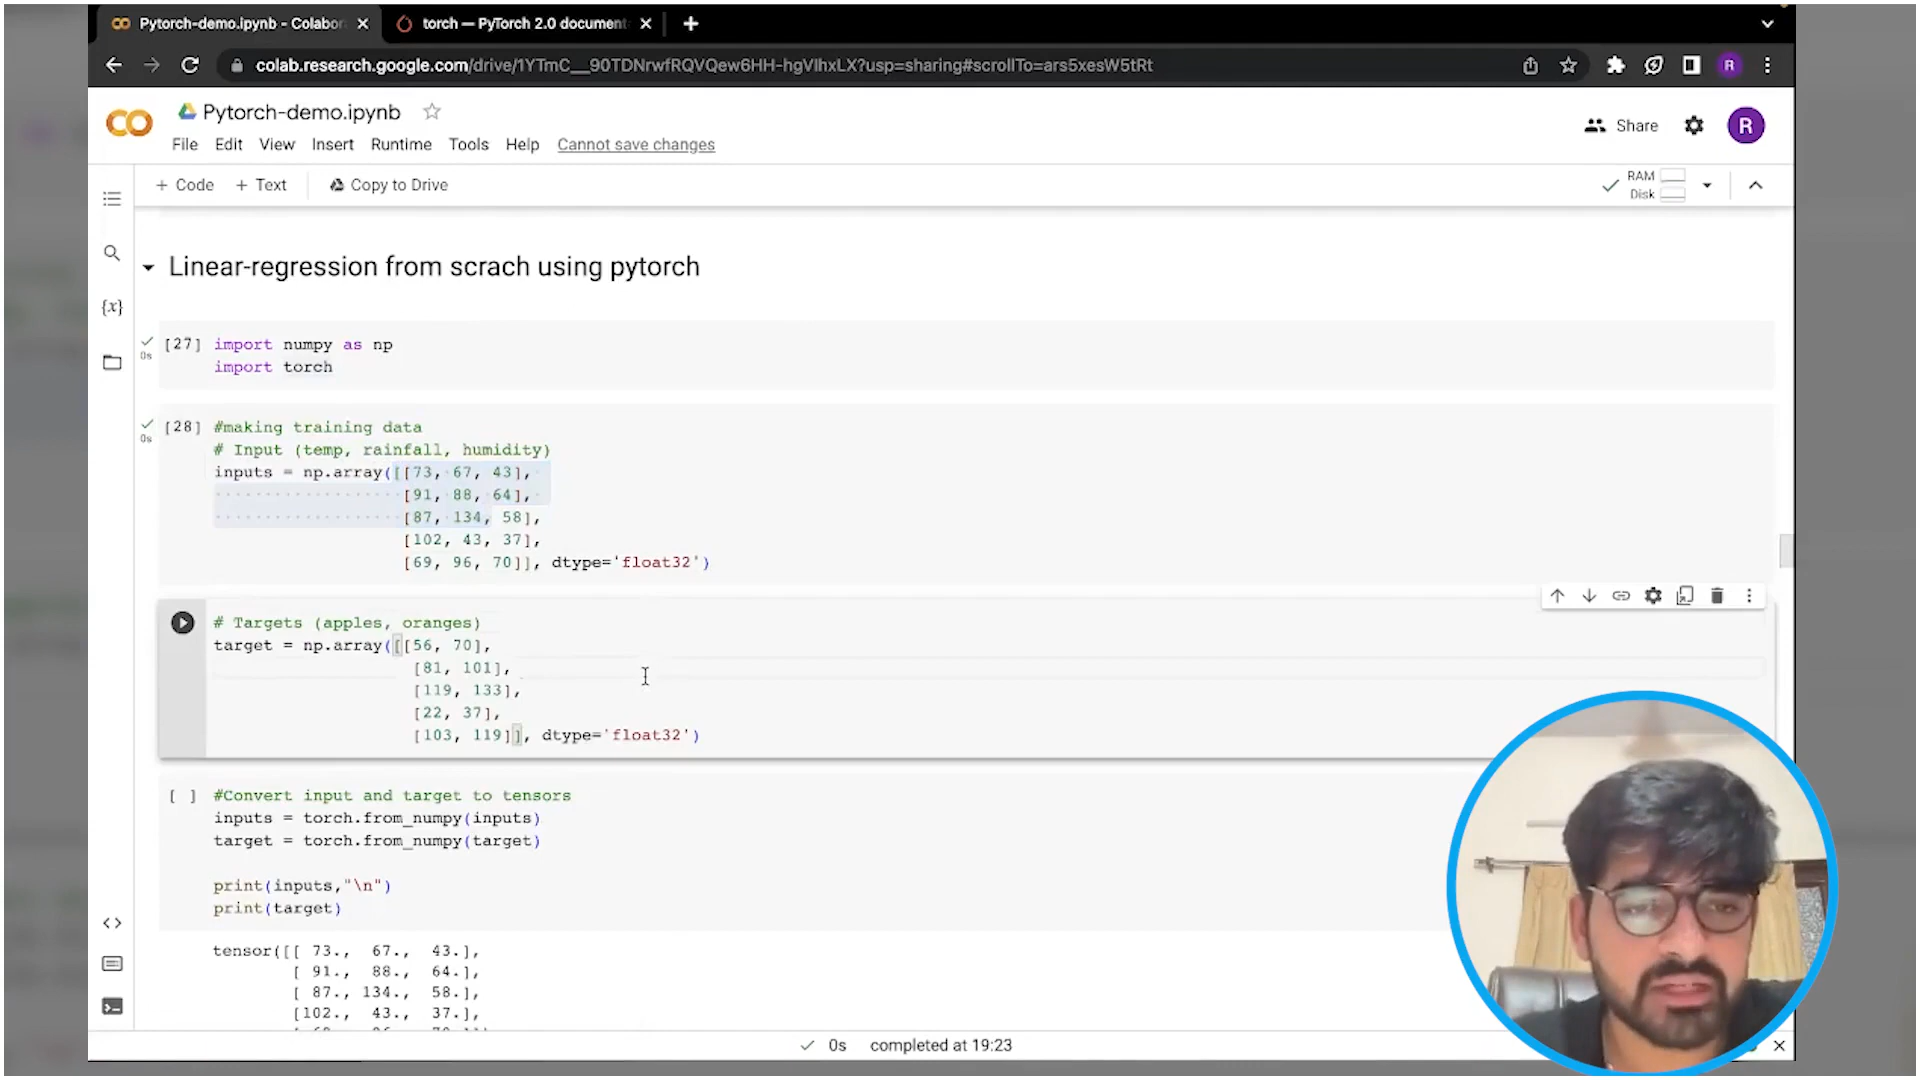 Pytorch-demo.ipynb - Colabor
torch — PyTorch 2.0 document
colab.research.google.com/drive/1YTmC__90TDNrwfRQVQew6HH-hgVIhxLX?usp=sharing#scrollTo=ars5xesW5tRt
R
Pytorch-demo.ipynb
Share
R
File Edit View Insert Runtime Tools Help Cannot save changes
+ Code + Text Copy to Drive
RAM
Disk
Linear-regression from scrach using pytorch
{x}
[27] import numpy as np
0s
import torch
[28] #making training data
0s
# Input (temp, rainfall, humidity)
inputs = np.array([[73, 67, 43],
[91, 88, 64],
[87, 134, 58],
[102, 43, 37],
[69, 96, 70]], dtype='float32')
# Targets (apples, oranges)
target = np.array([[56, 70],
[81, 101],
[119, 133],
[22, 37],
[103, 119]], dtype='float32')
[ ] #Convert input and target to tensors
inputs = torch.from_numpy(inputs)
target = torch.from_numpy(target)
print(inputs,"\n")
print(target)
tensor([[ 73., 67., 43.],
[ 91., 88., 64.],
[ 87., 134., 58.],
[102., 43., 37.],
0s completed at 19:23